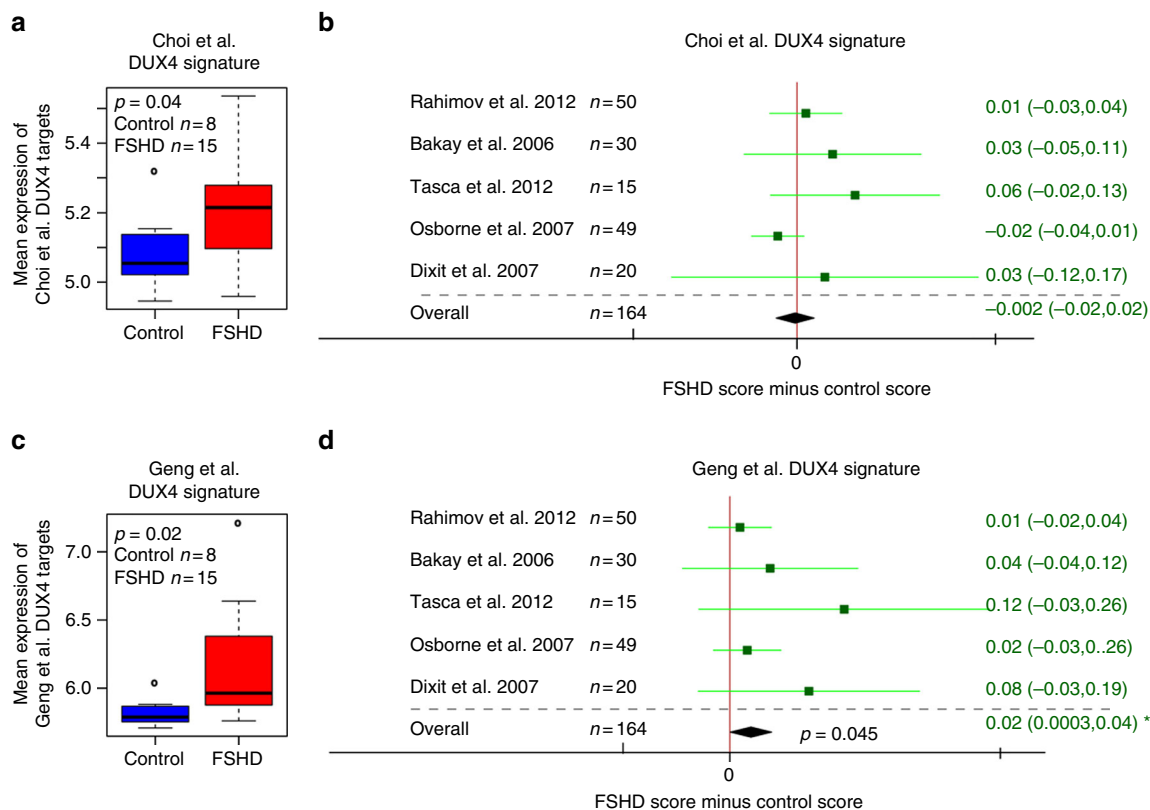 a
Choi et al.
DUX4 signature
Mean expression of
Choi et al. DUX4 targets
p = 0.04
Control n=8
FSHD n=15
5.4
5.2
5.0
Control FSHD
b
Choi et al. DUX4 signature
Rahimov et al. 2012 n=50 0.01 (−0.03,0.04)
Bakay et al. 2006 n=30 0.03 (−0.05,0.11)
Tasca et al. 2012 n=15 0.06 (−0.02,0.13)
Osborne et al. 2007 n=49 −0.02 (−0.04,0.01)
Dixit et al. 2007 n=20 0.03 (−0.12,0.17)
Overall n=164 −0.002 (−0.02,0.02)
0
FSHD score minus control score
c
Geng et al.
DUX4 signature
Mean expression of
Geng et al. DUX4 targets
p = 0.02
Control n=8
FSHD n=15
7.0
6.5
6.0
Control FSHD
d
Geng et al. DUX4 signature
Rahimov et al. 2012 n=50 0.01 (−0.02,0.04)
Bakay et al. 2006 n=30 0.04 (−0.04,0.12)
Tasca et al. 2012 n=15 0.12 (−0.03,0.26)
Osborne et al. 2007 n=49 0.02 (−0.03,0..26)
Dixit et al. 2007 n=20 0.08 (−0.03,0.19)
Overall n=164 p = 0.045 0.02 (0.0003,0.04) *
0
FSHD score minus control score